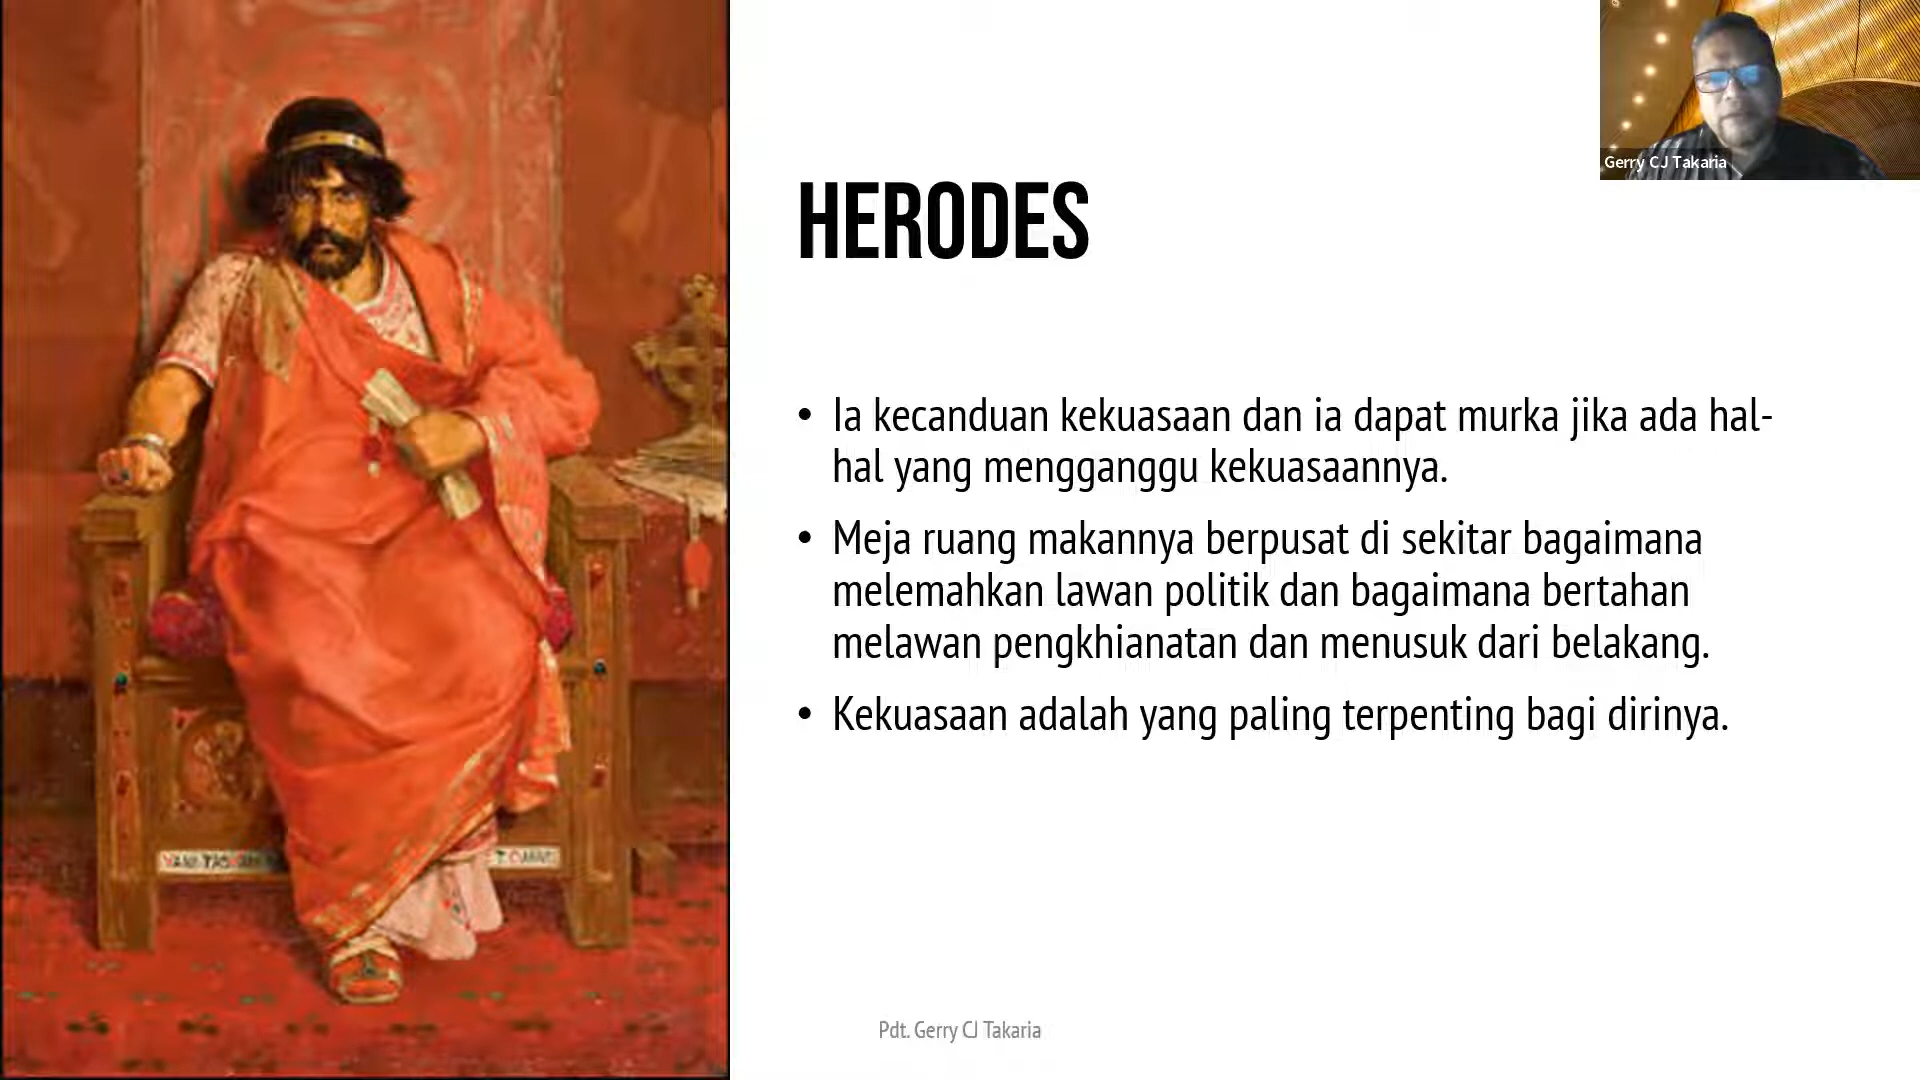 Gerry CJ Takaria
HERODES
• Ia kecanduan kekuasaan dan ia dapat murka jika ada hal-
hal yang mengganggu kekuasaannya.
• Meja ruang makannya berpusat di sekitar bagaimana
melemahkan lawan politik dan bagaimana bertahan
melawan pengkhianatan dan menusuk dari belakang.
• Kekuasaan adalah yang paling terpenting bagi dirinya.
Pdt. Gerry CJ Takaria